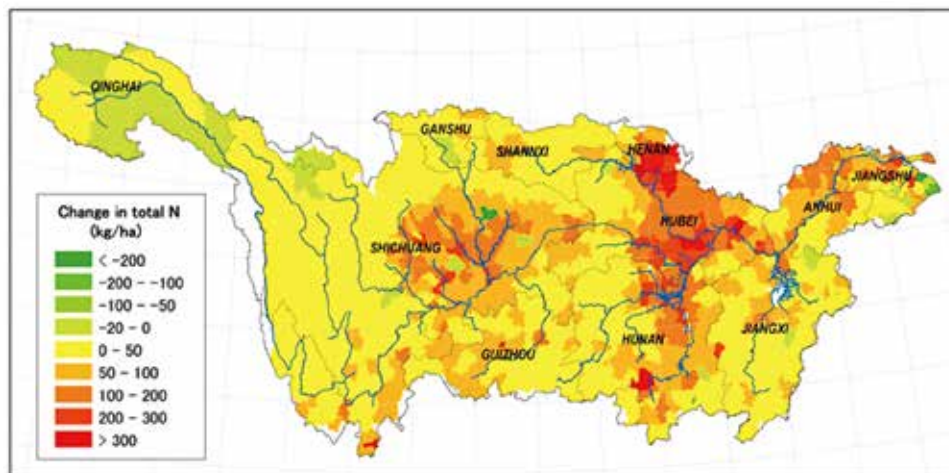 QINGHAI
GANSHU
SHANNXI
HENAN
JIANGSHU
ANHUI
HUBEI
SHICHUANG
HUNAN
JIANGXI
GUIZHOU
Change in total N
(kg/ha)
< -200
-200 - -100
-100 - -50
-20 - 0
0 - 50
50 - 100
100 - 200
200 - 300
> 300